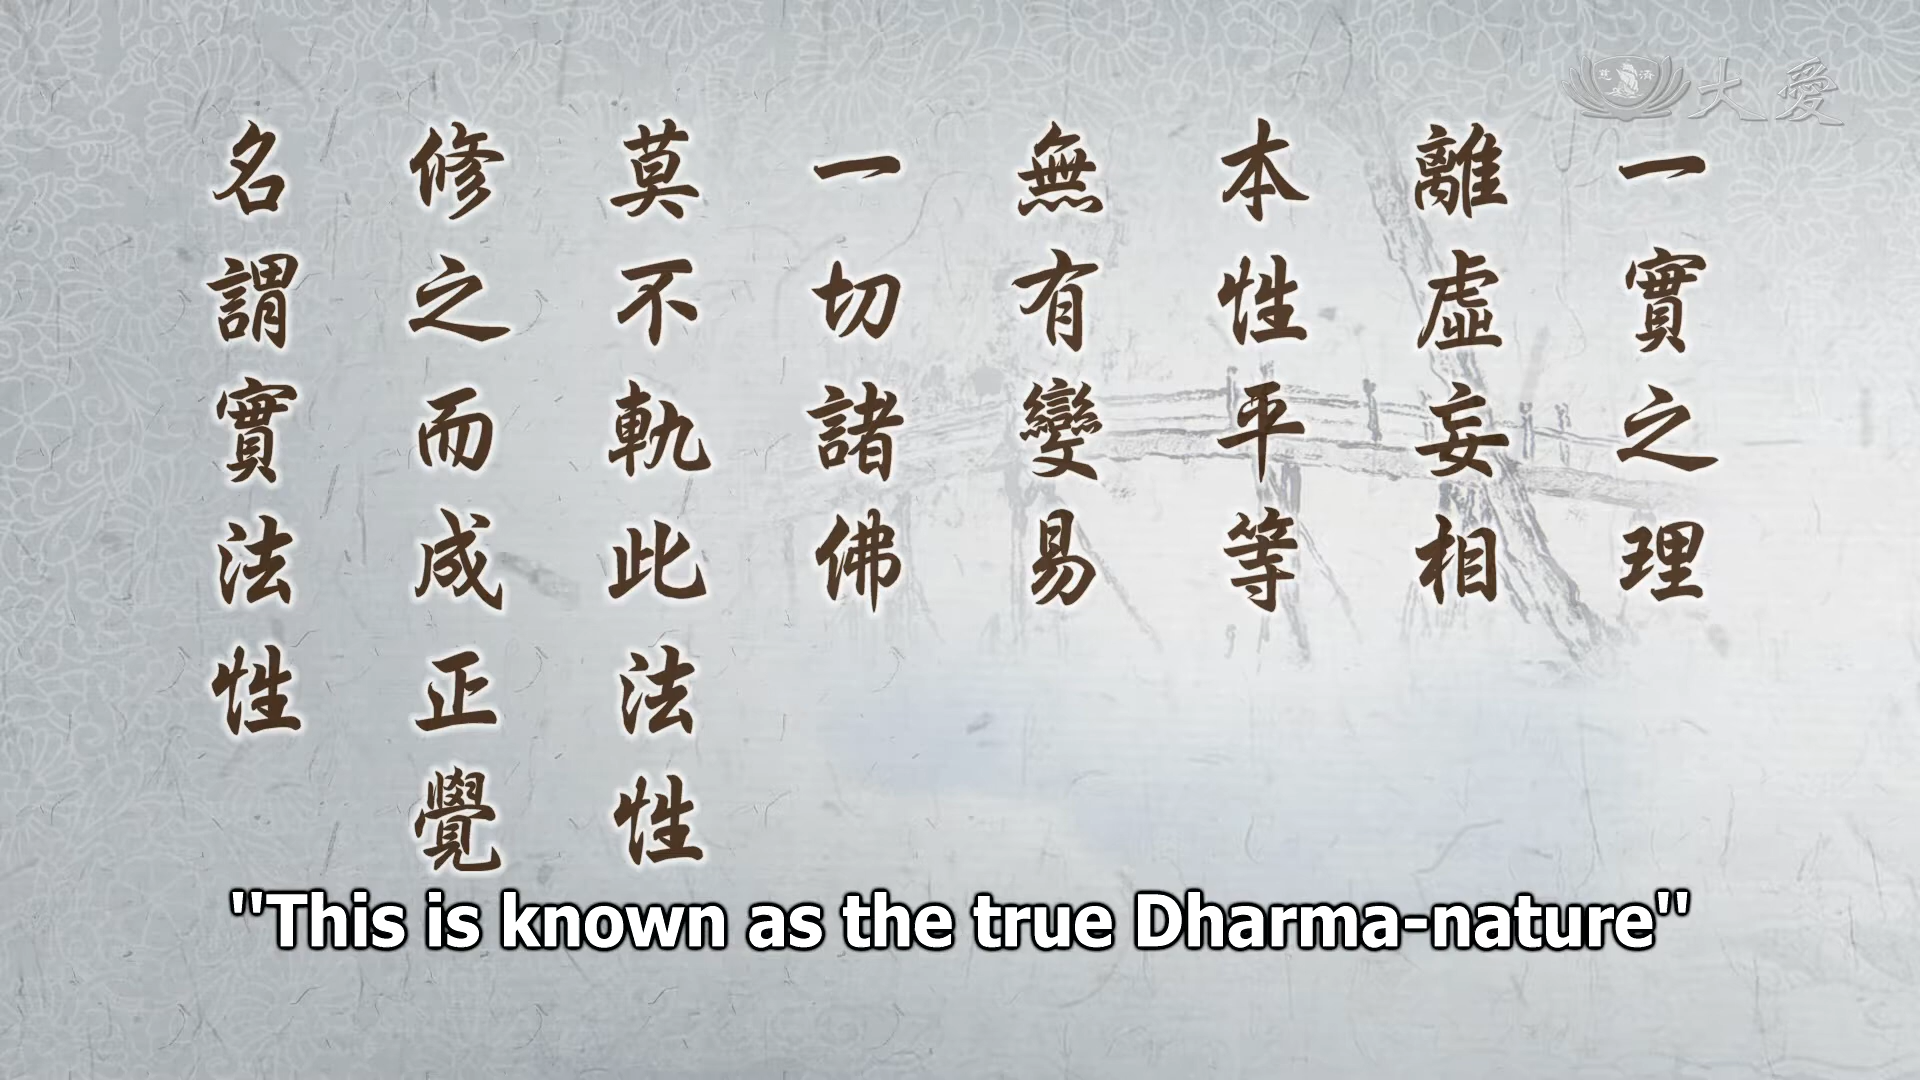 大愛
慈濟
一實之理
離虛妄相
本性平等
無有變易
一切諸佛
莫不軌此法性
修之而成正覺
名謂實法性
"This is known as the true Dharma-nature"